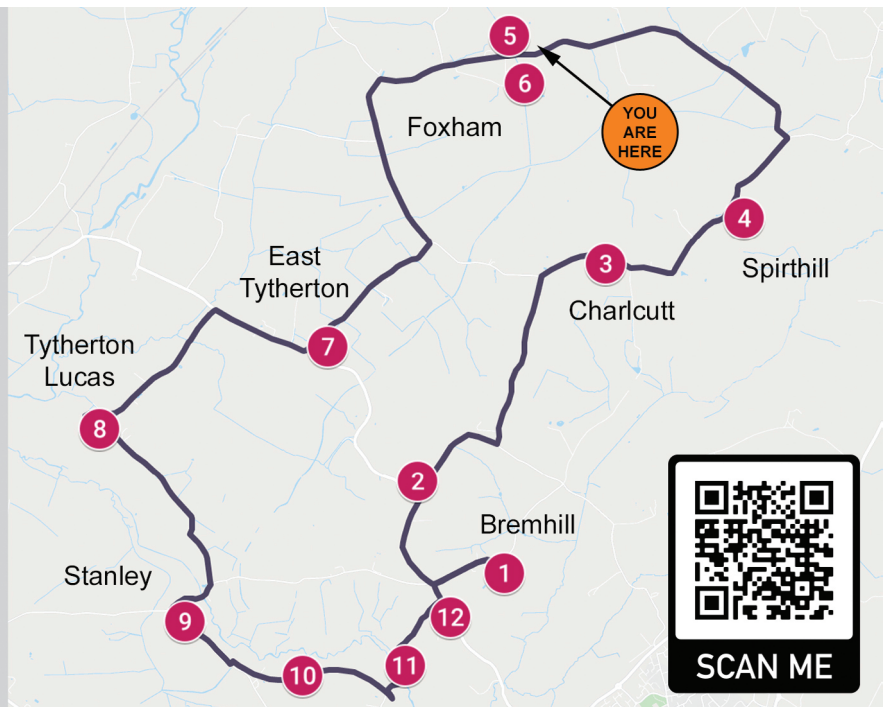 5
6
YOU
ARE
HERE
Foxham
4
3
Spirthill
East
Tytherton
Charlcutt
7
Tytherton
Lucas
8
2
Bremhill
1
Stanley
12
9
11
10
SCAN ME